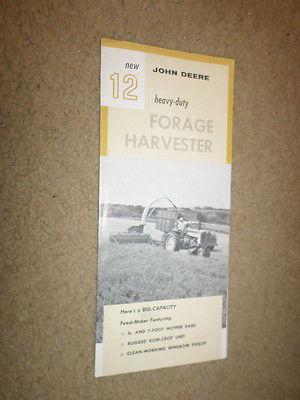 new
12
JOHN DEERE
heavy-duty
FORAGE
HARVESTER
Here's a BIG-CAPACITY
Feed-Maker Featuring:
6- AND 7-FOOT MOWER BARS
RUGGED ROW-CROP UNIT
CLEAN-WORKING WINDROW PICKUP